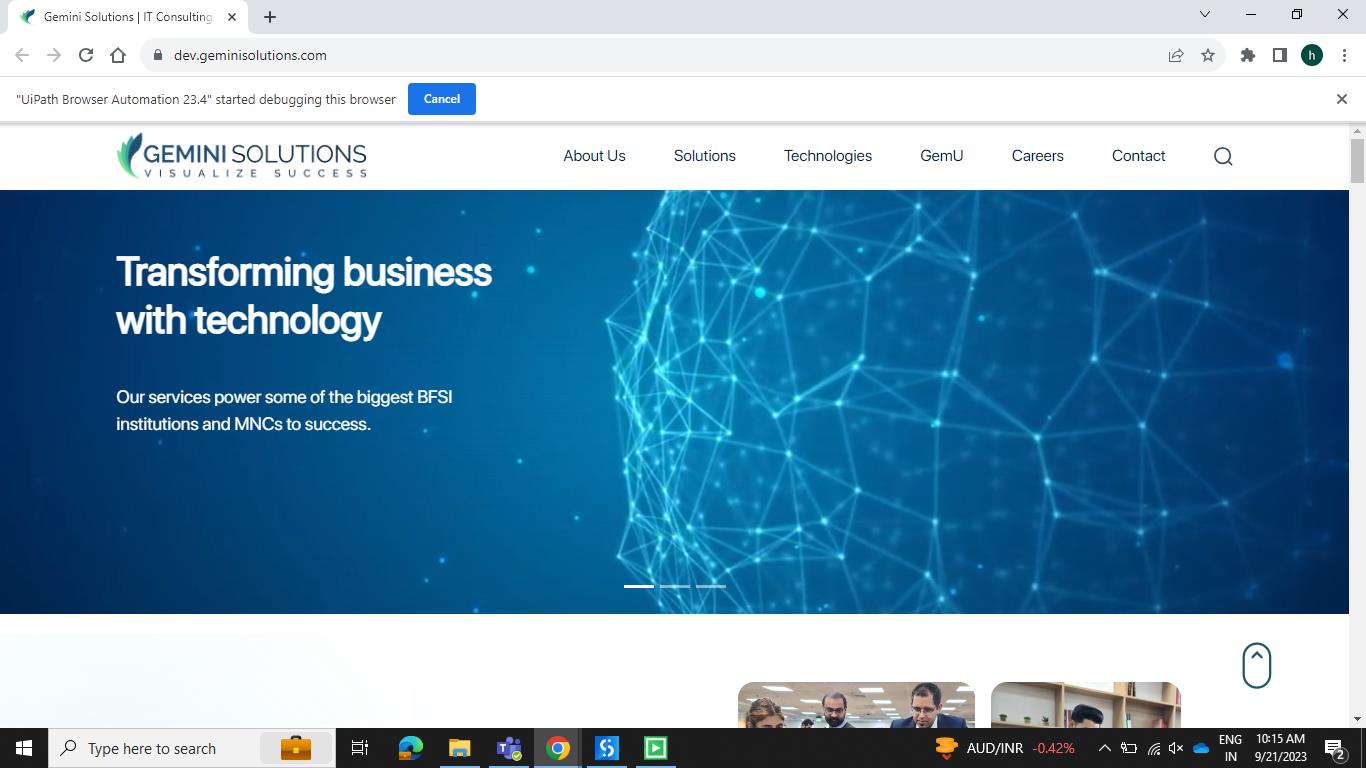 Gemini Solutions | IT Consulting
dev.geminisolutions.com
h
"UiPath Browser Automation 23.4" started debugging this browser
Cancel
GEMINI SOLUTIONS
VISUALIZE SUCCESS
About Us
Solutions
Technologies
GemU
Careers
Contact
Transforming business
with technology
Our services power some of the biggest BFSI
institutions and MNCs to success.
Type here to search
AUD/INR -0.42%
ENG
IN
10:15 AM
9/21/2023
2